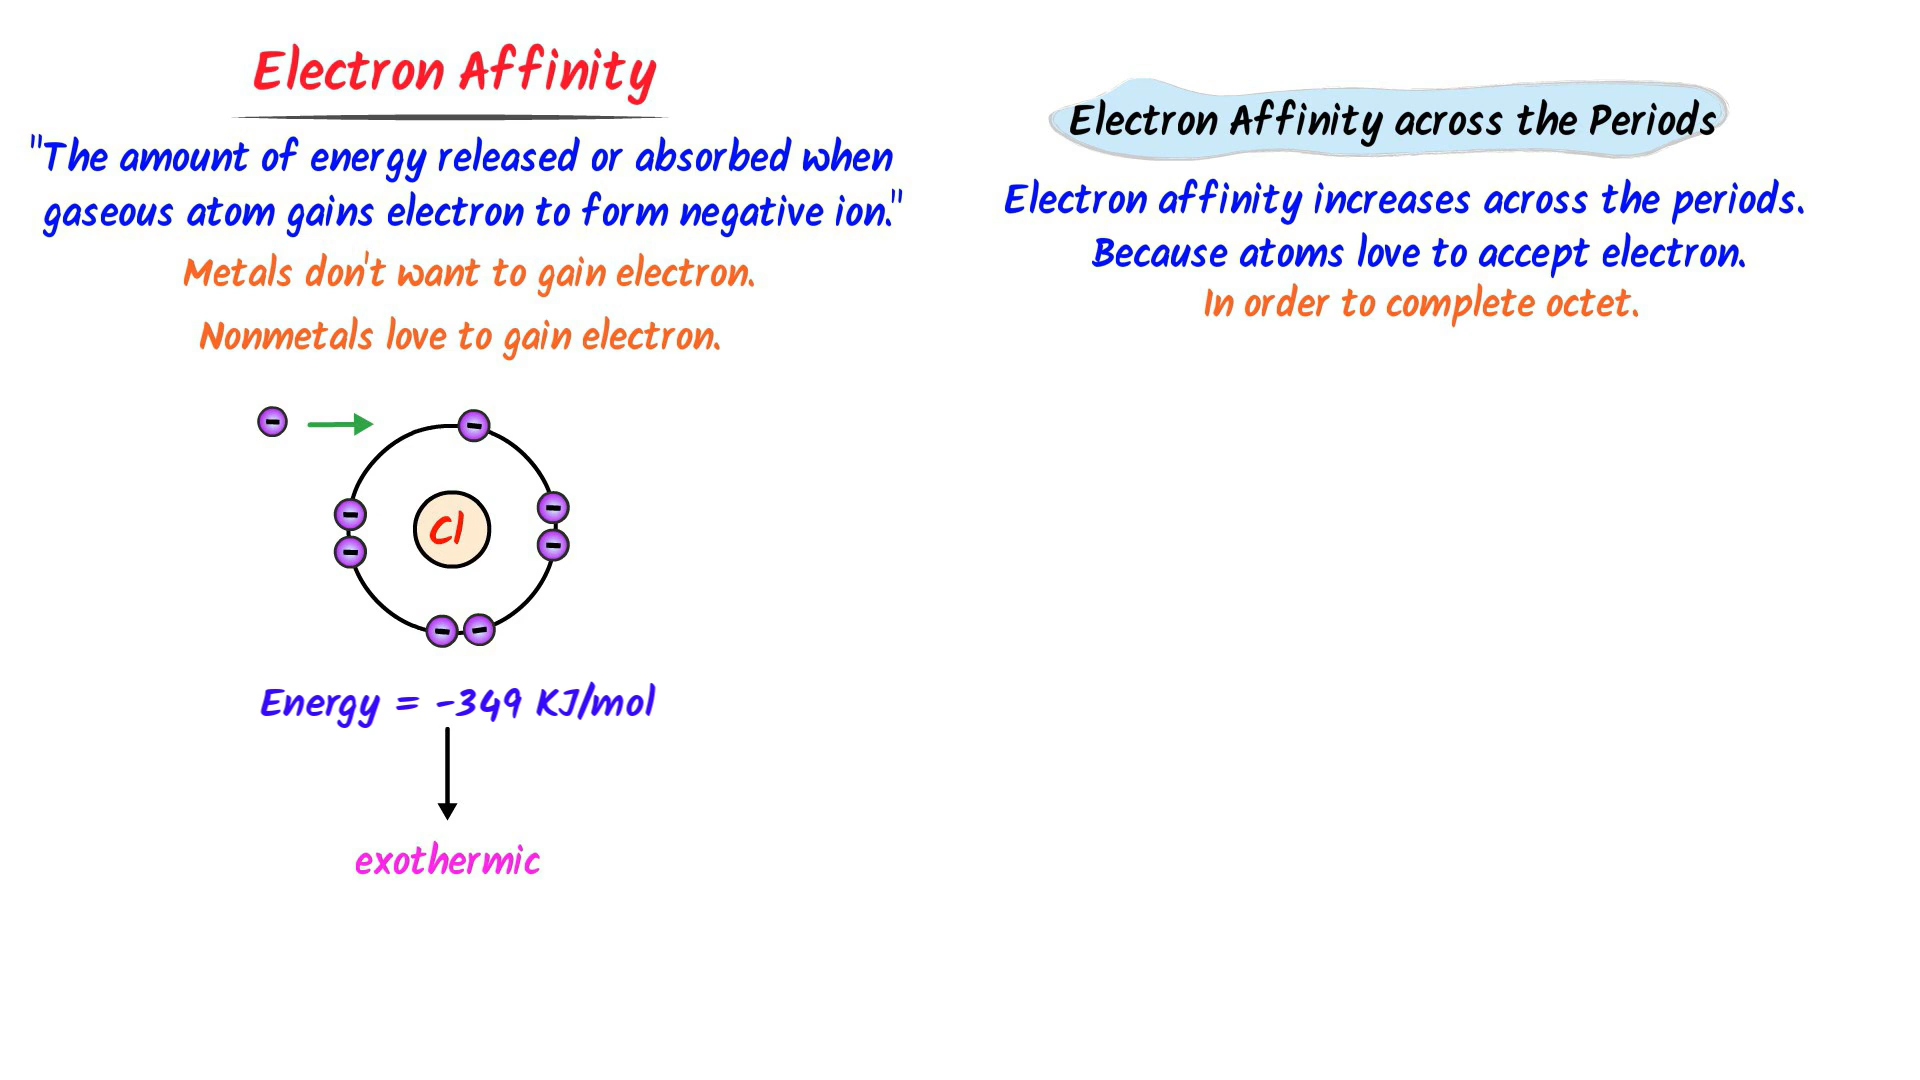 Electron Affinity
"The amount of energy released or absorbed when
gaseous atom gains electron to form negative ion."
Metals don't want to gain electron.
Nonmetals love to gain electron.
Cl
Energy = -349 KJ/mol
exothermic
Electron Affinity across the Periods
Electron affinity increases across the periods.
Because atoms love to accept electron.
In order to complete octet.